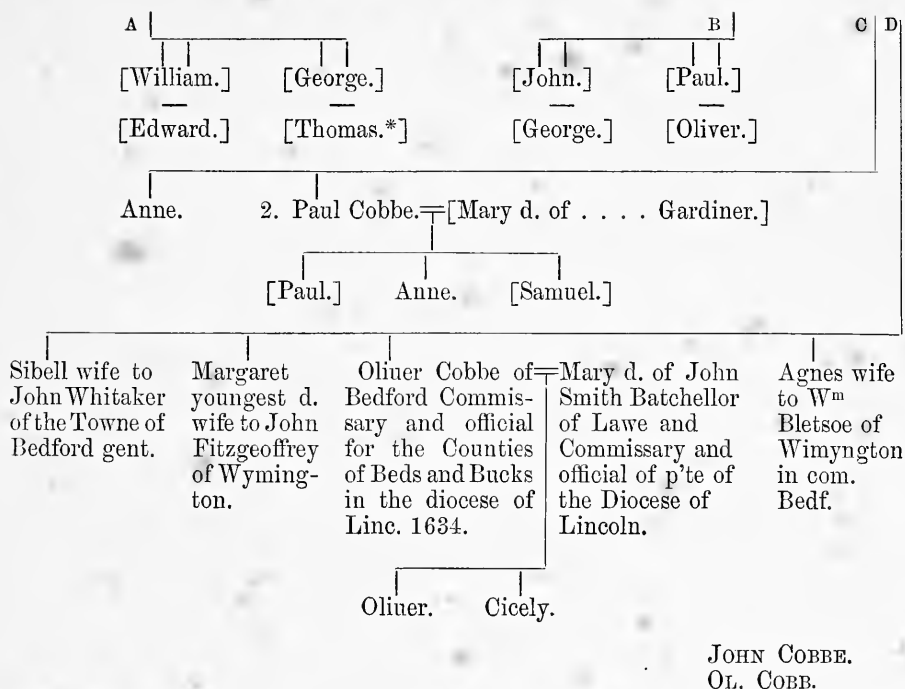 A B C D
[William.] [George.] [John.] [Paul.]
[Edward.] [Thomas.*] [George.] [Oliver.]
Anne. 2. Paul Cobbe.=[Mary d. of . . . . Gardiner.]
[Paul.] Anne. [Samuel.]
Sibell wife to
John Whitaker
of the Towne of
Bedford gent.
Margaret
youngest d.
wife to John
Fitzgeoffrey
of Wyming-
ton.
Oliuer Cobbe of=
Bedford Commis-
sary and official
for the Counties
of Beds and Bucks
in the diocese of
Linc. 1634.
Mary d. of John
Smith Batchellor
of Lawe and
Commissary and
official of p'te of
the Diocese of
Lincoln.
Agnes wife
to Wm
Bletsoe of
Wimyngton
in com.
Bedf.
Oliuer. Cicely.
JOHN COBBE.
OL. COBB.